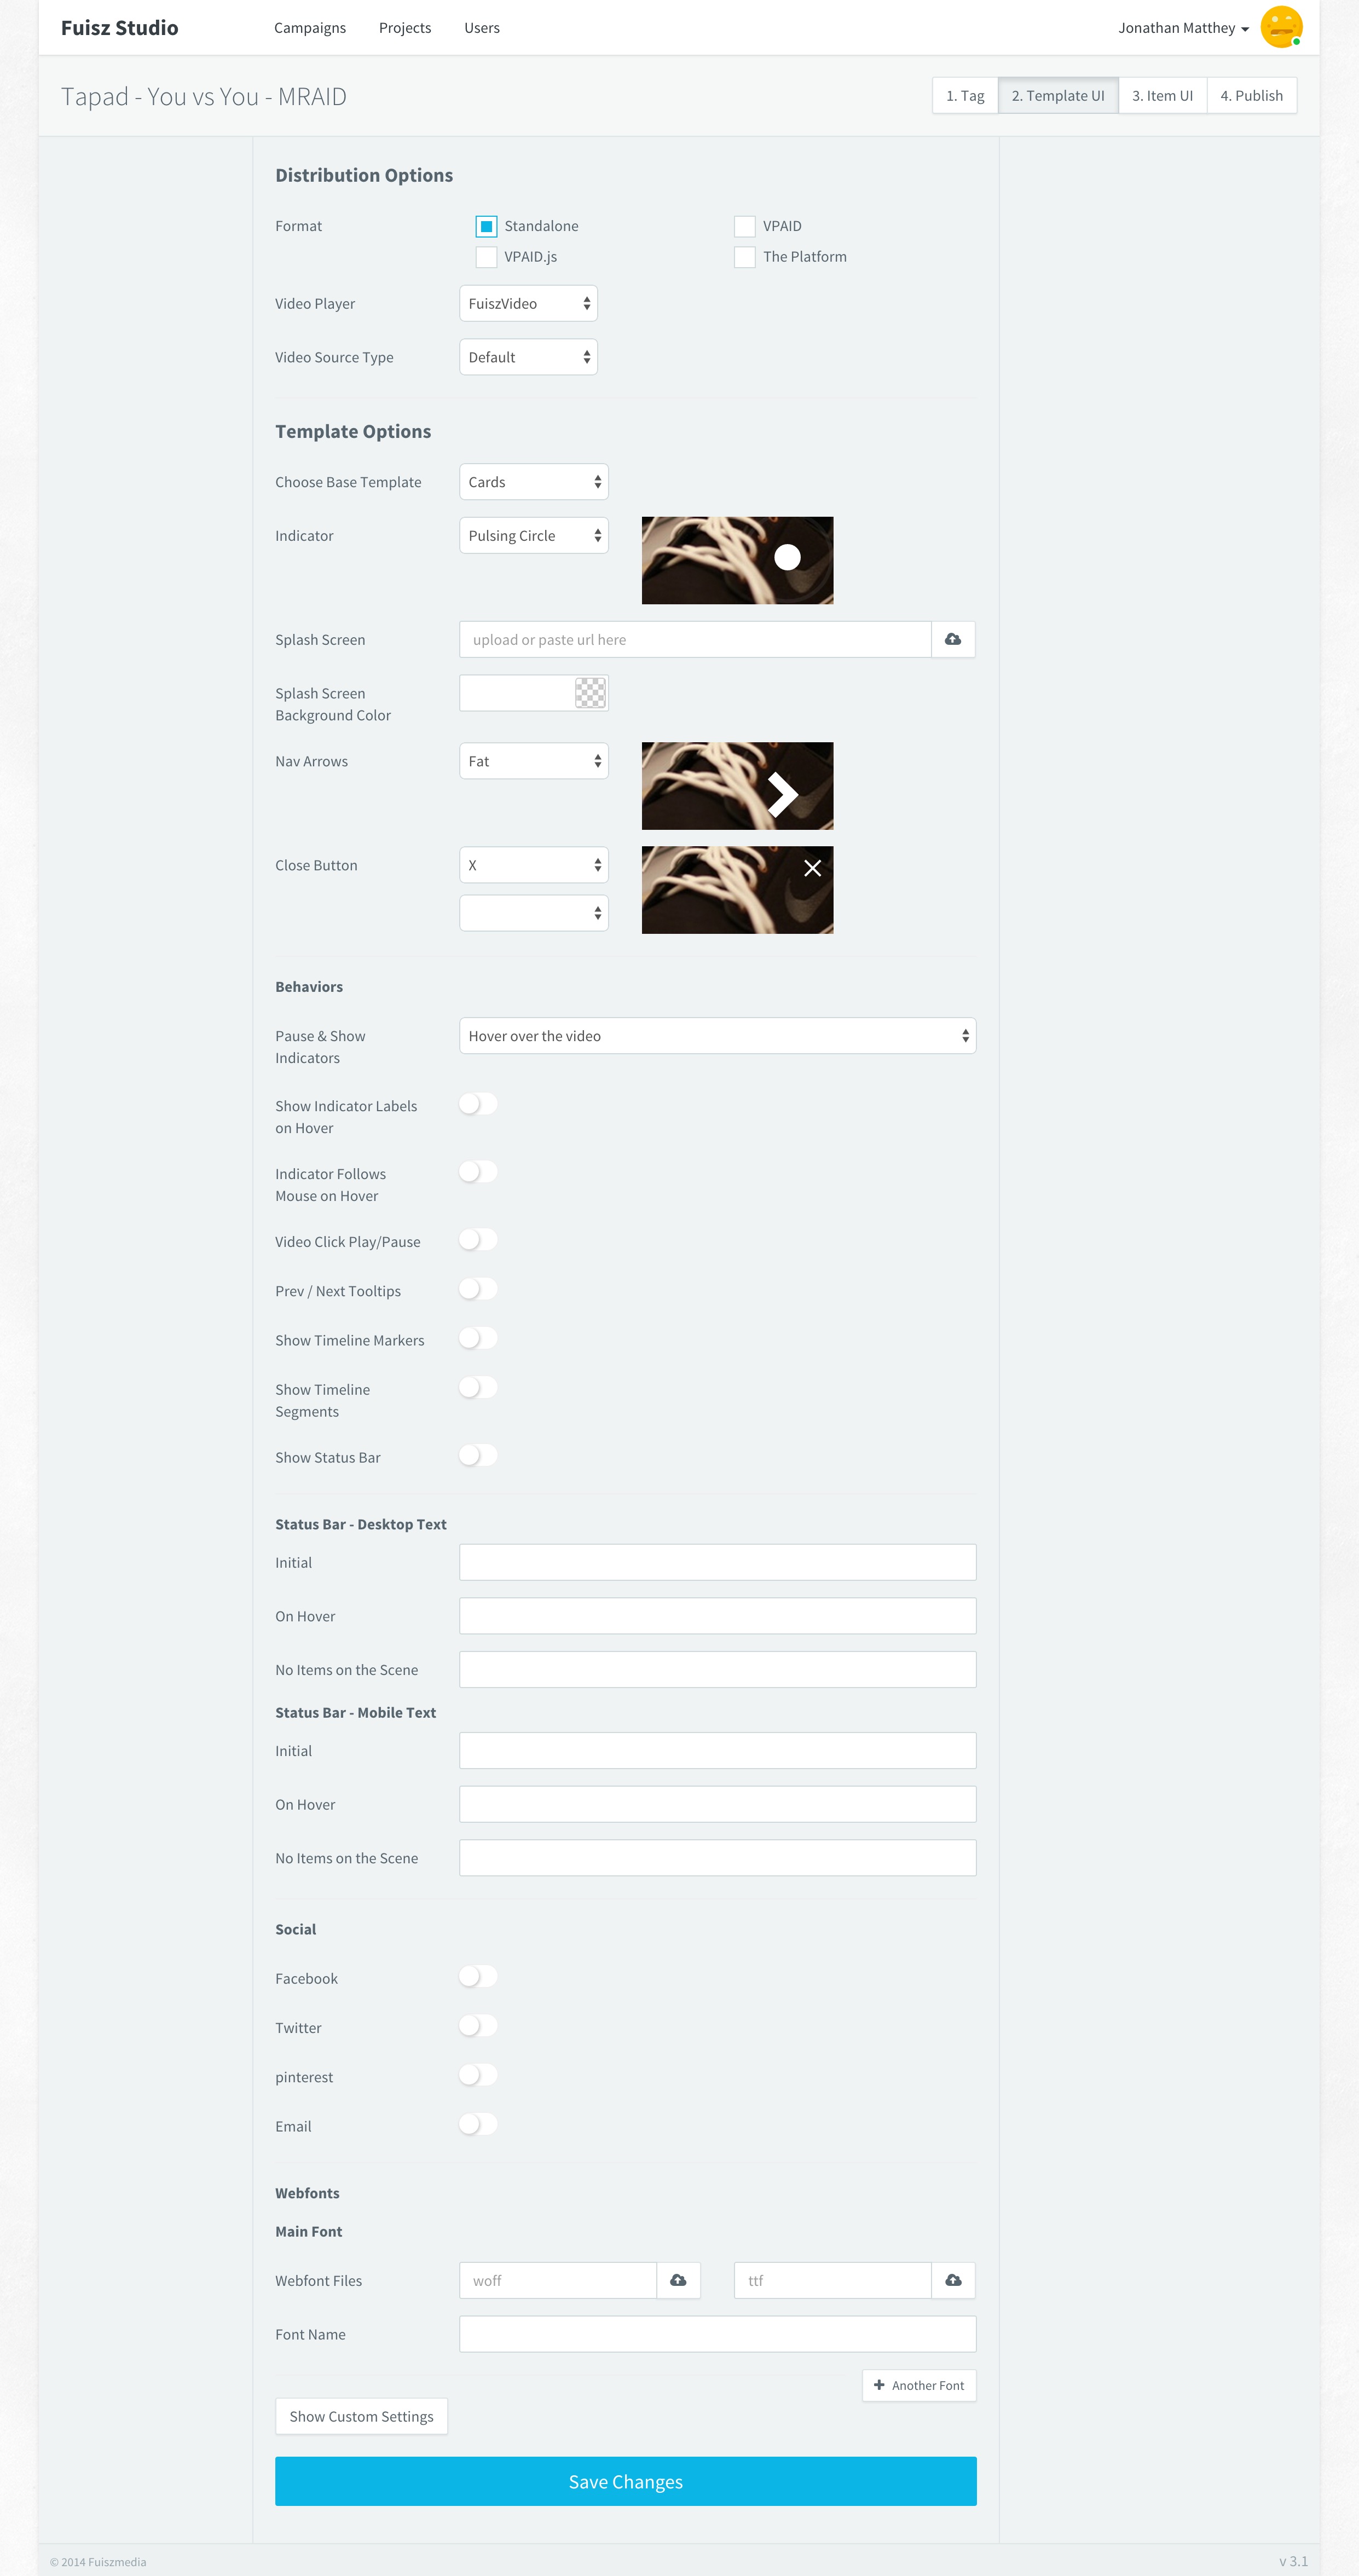 Fuisz Studio
Campaigns Projects Users
Jonathan Matthey
Tapad - You vs You - MRAID
1. Tag 2. Template UI 3. Item UI 4. Publish
Distribution Options
Format
Standalone
VPAID
VPAID.js
The Platform
Video Player
FuiszVideo
Video Source Type
Default
Template Options
Choose Base Template
Cards
Indicator
Pulsing Circle
Splash Screen
upload or paste url here
Splash Screen
Background Color
Nav Arrows
Fat
Close Button
X
Behaviors
Pause & Show
Indicators
Hover over the video
Show Indicator Labels
on Hover
Indicator Follows
Mouse on Hover
Video Click Play/Pause
Prev / Next Tooltips
Show Timeline Markers
Show Timeline
Segments
Show Status Bar
Status Bar - Desktop Text
Initial
On Hover
No Items on the Scene
Status Bar - Mobile Text
Initial
On Hover
No Items on the Scene
Social
Facebook
Twitter
pinterest
Email
Webfonts
Main Font
Webfont Files
woff
ttf
Font Name
Another Font
Show Custom Settings
Save Changes
© 2014 Fuiszmedia
v 3.1